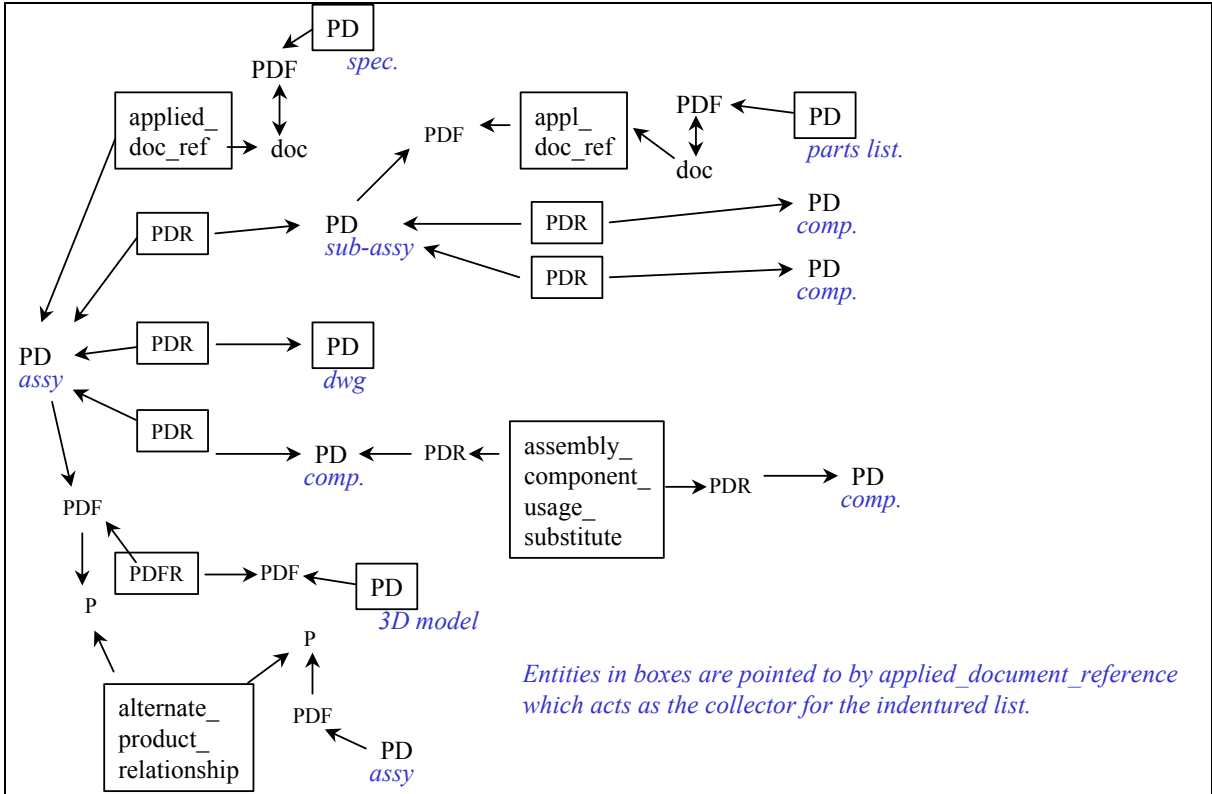 PD
spec.
PDF
applied_
doc_ref
doc
PDF
appl_
doc_ref
PDF
doc
PD
parts list.
PDR
PD
sub-assy
PDR
PD
comp.
PDR
PD
comp.
PD
assy
PDR
PD
dwg
PDR
PD
comp.
PDR
assembly_
component_
usage_
substitute
PDR
PD
comp.
PDF
PDFR
PDF
PD
3D model
P
P
alternate_
product_
relationship
PDF
PD
assy
Entities in boxes are pointed to by applied_document_reference
which acts as the collector for the indentured list.